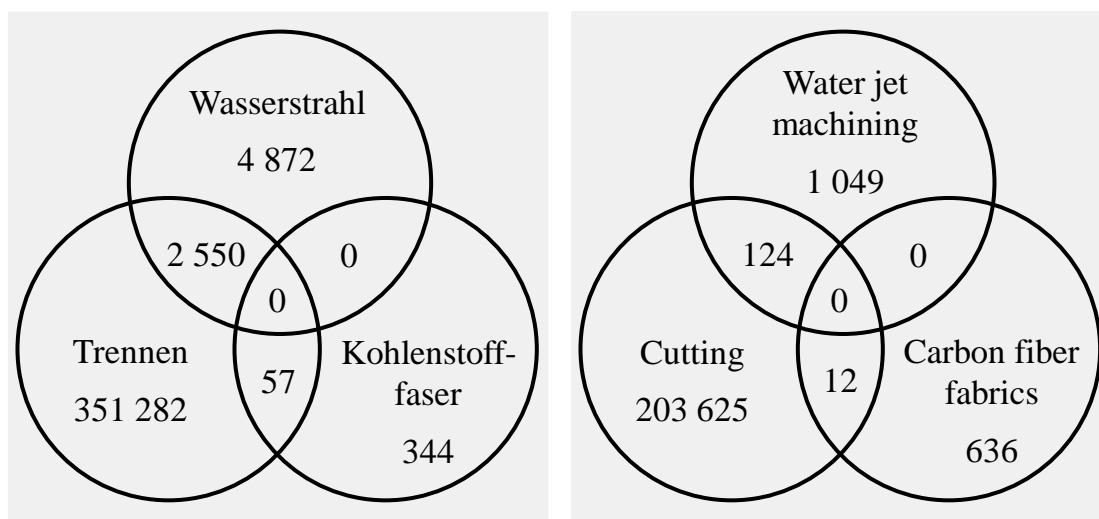 Wasserstrahl
4 872
2 550
0
0
Trennen
351 282
57
Kohlenstoff-
faser
344
Water jet
machining
1 049
124
0
0
Cutting
203 625
12
Carbon fiber
fabrics
636